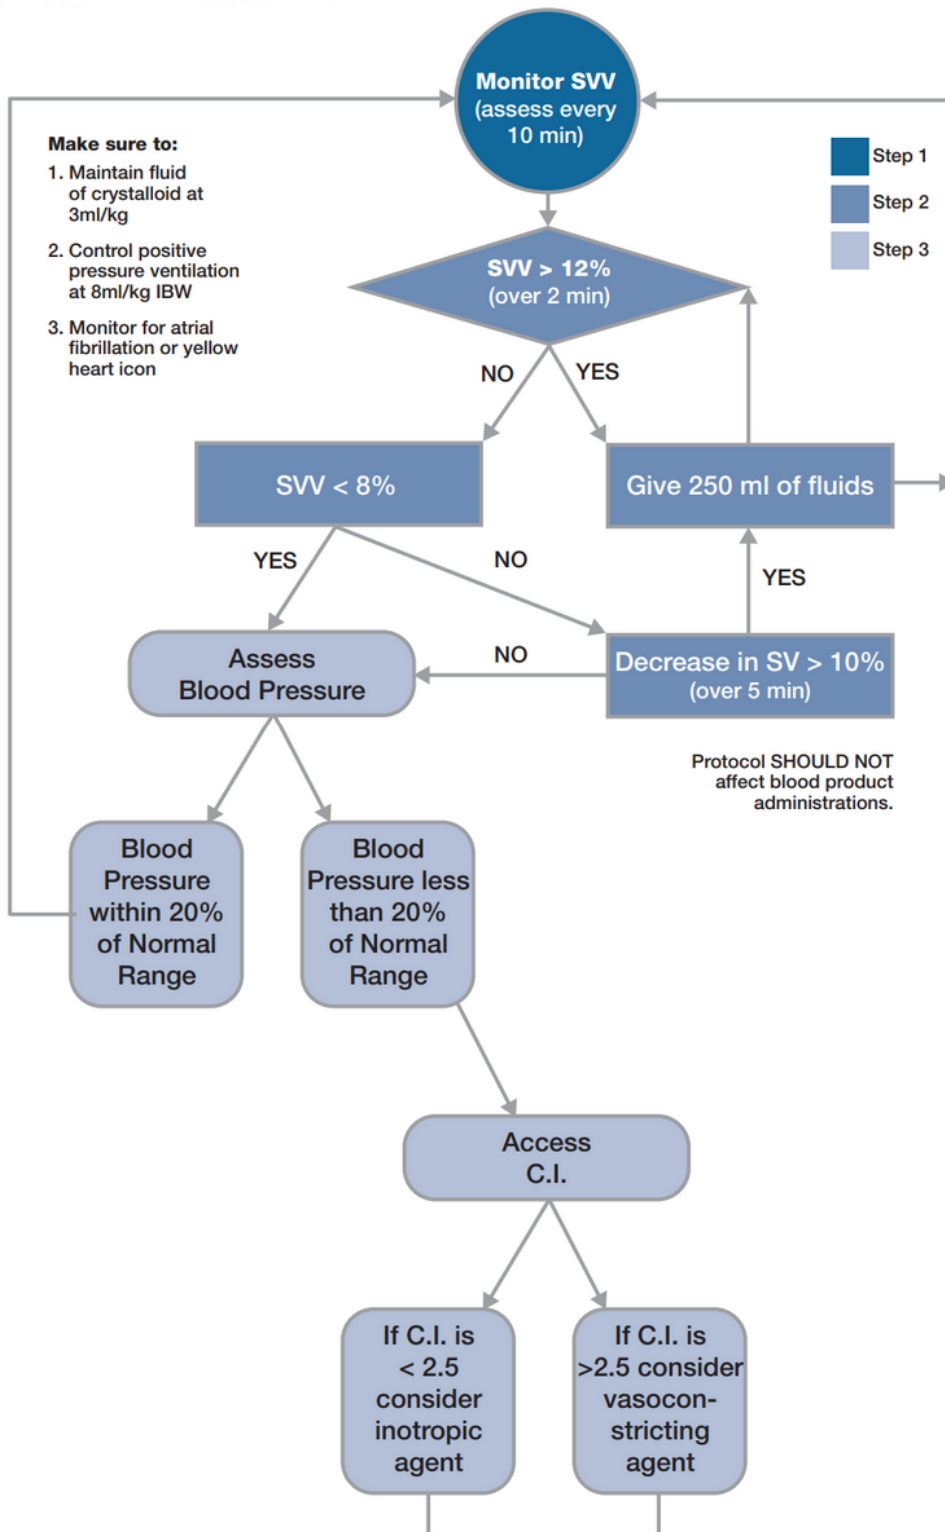 Monitor SVV
(assess every
10 min)
Make sure to:
1. Maintain fluid
of crystalloid at
3ml/kg
2. Control positive
pressure ventilation
at 8ml/kg IBW
3. Monitor for atrial
fibrillation or yellow
heart icon
Step 1
Step 2
Step 3
SVV > 12%
(over 2 min)
NO
YES
SVV < 8%
Give 250 ml of fluids
YES
NO
YES
Assess
Blood Pressure
NO
Decrease in SV > 10%
(over 5 min)
Protocol SHOULD NOT
affect blood product
administrations.
Blood
Pressure
within 20%
of Normal
Range
Blood
Pressure less
than 20%
of Normal
Range
Access
C.I.
If C.I. is
< 2.5
consider
inotropic
agent
If C.I. is
>2.5 consider
vasocon-
stricting
agent